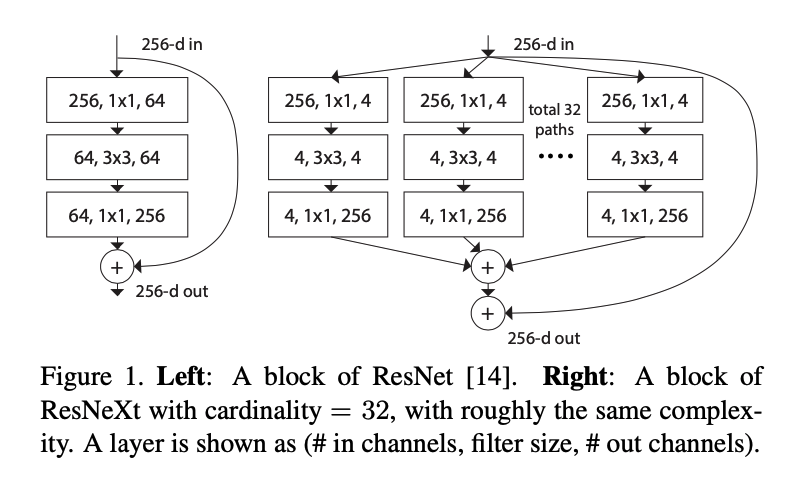 256-d in
256, 1x1, 64
64, 3x3, 64
64, 1x1, 256
+
256-d out
256-d in
256, 1x1, 4
256, 1x1, 4
total 32
paths
256, 1x1, 4
4, 3x3, 4
4, 3x3, 4
....
4, 3x3, 4
4, 1x1, 256
4, 1x1, 256
4, 1x1, 256
+
+
256-d out
Figure 1. Left: A block of ResNet [14]. Right: A block of
ResNeXt with cardinality = 32, with roughly the same complex-
ity. A layer is shown as (# in channels, filter size, # out channels).